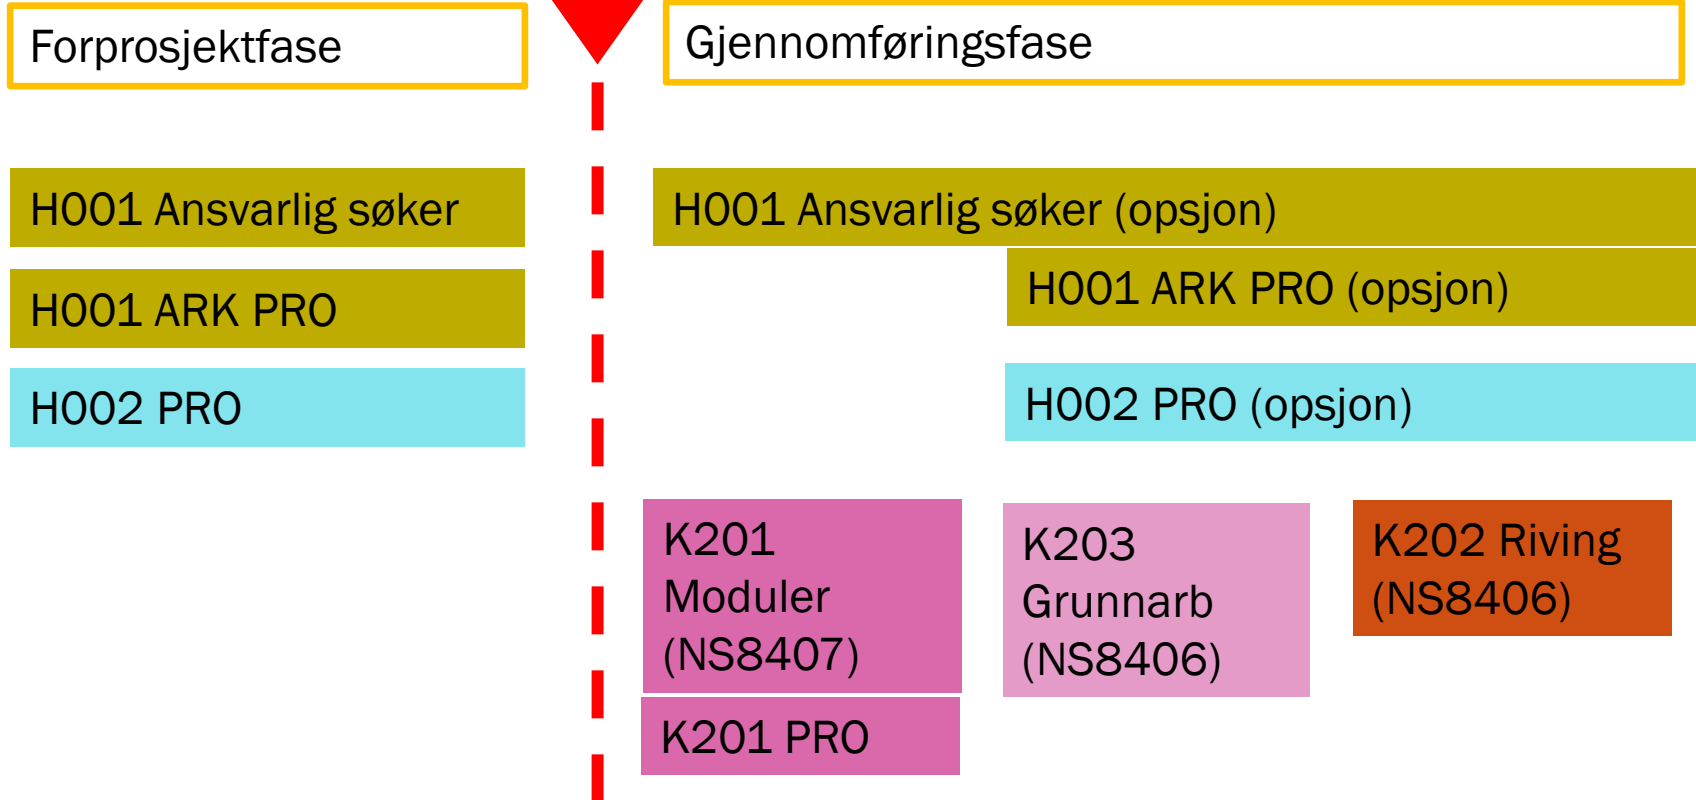 Forprosjektfase
Gjennomføringsfase
H001 Ansvarlig søker
H001 Ansvarlig søker (opsjon)
H001 ARK PRO
H001 ARK PRO (opsjon)
H002 PRO
H002 PRO (opsjon)
K201
Moduler
(NS8407)
K201 PRO
K203
Grunnarb
(NS8406)
K202 Riving
(NS8406)